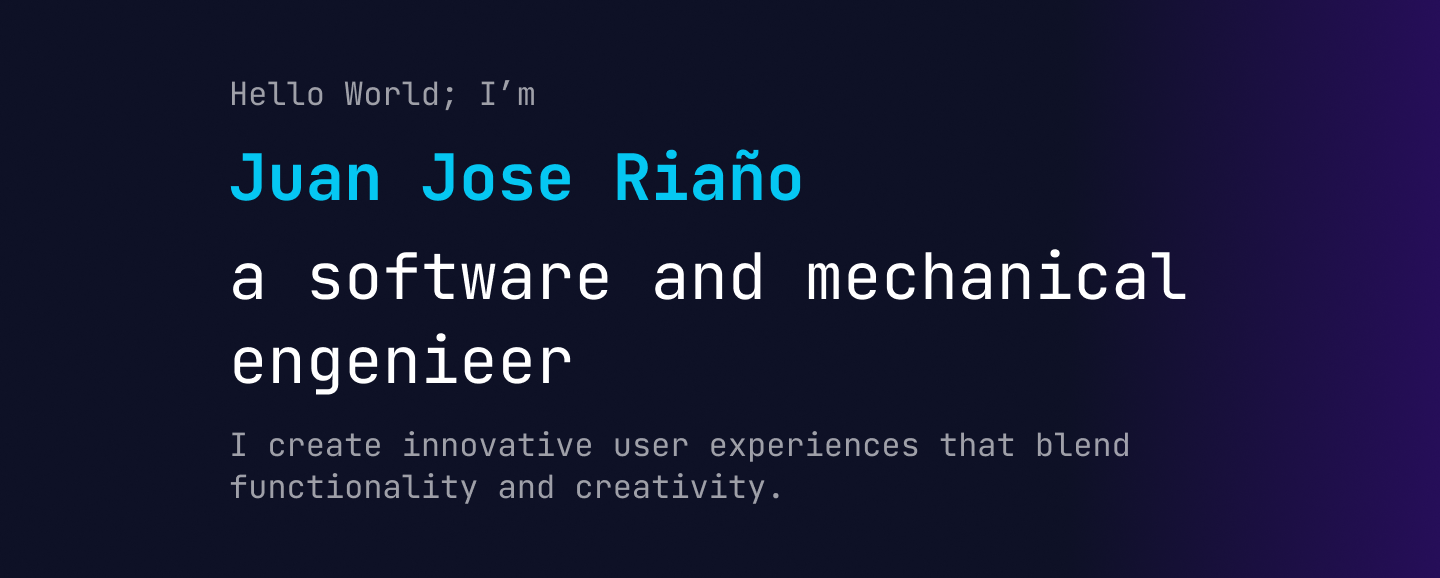 Hello World; I’m
Juan Jose Riaño
a software and mechanical
engenieer
I create innovative user experiences that blend
functionality and creativity.